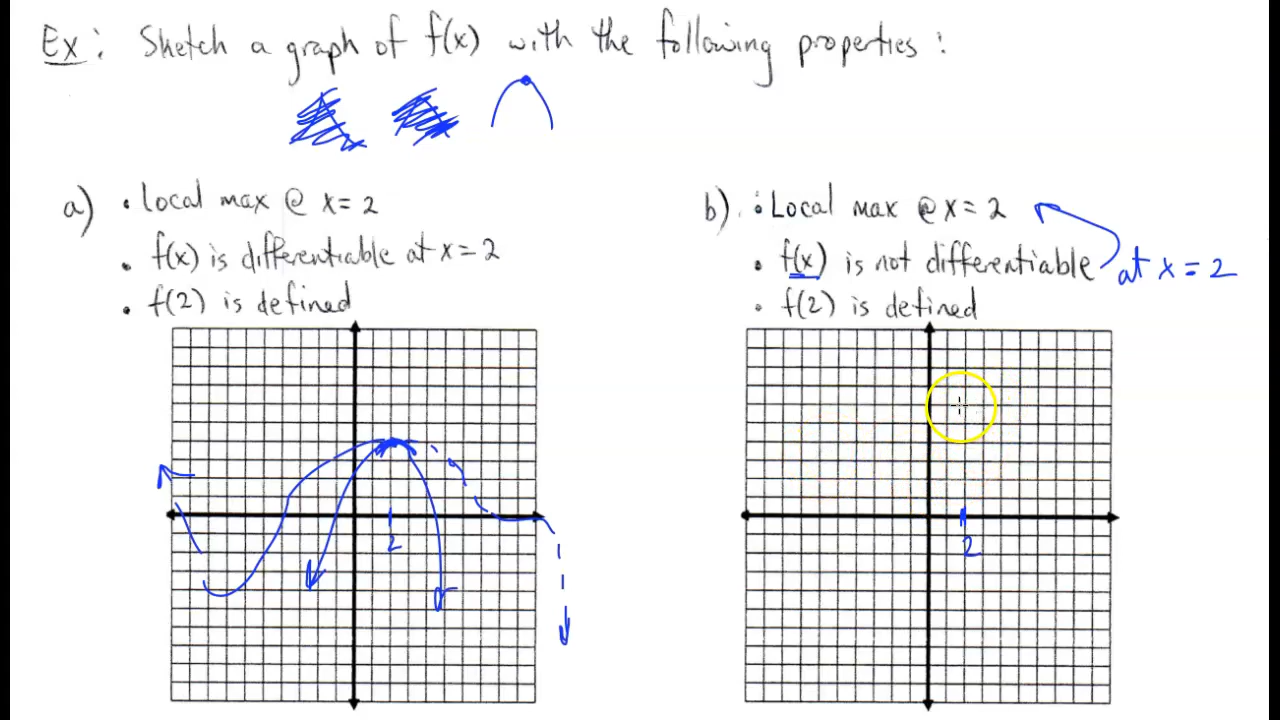 Ex: Sketch a graph of f(x) with the following properties:
a) • Local max @ x=2
• f(x) is differentiable at x=2
• f(2) is defined
2
b) • Local max @ x=2
• f(x) is not differentiable at x=2
• f(2) is defined
2